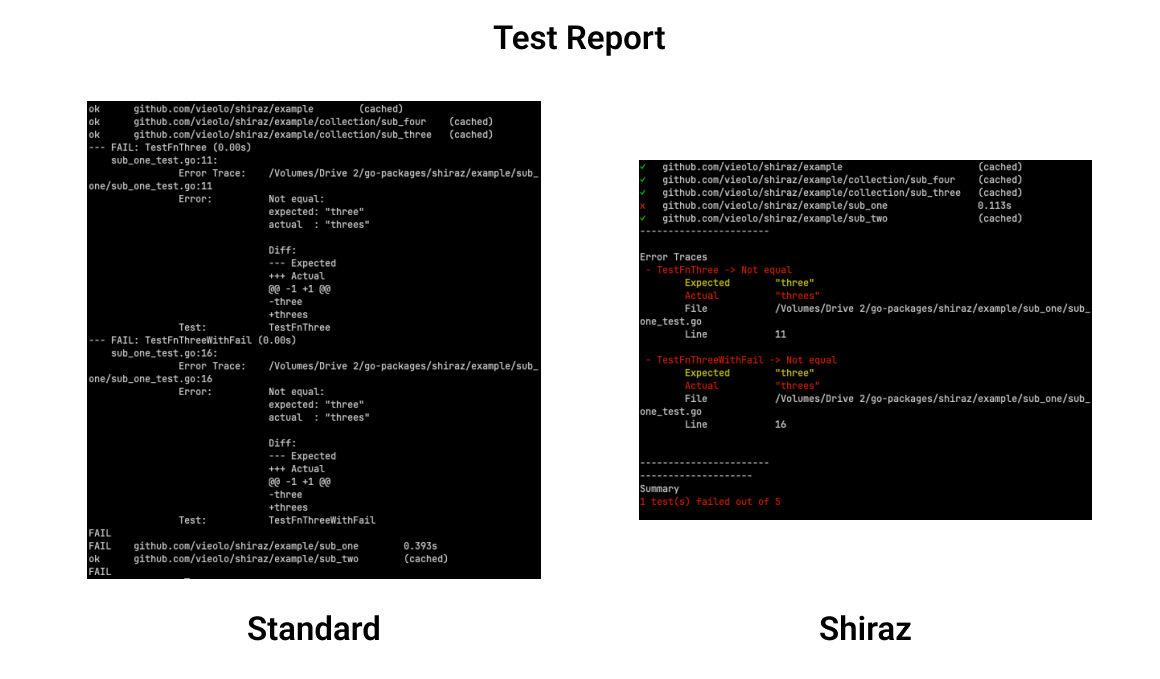 Test Report
ok      github.com/vieolo/shiraz/example        (cached)
ok      github.com/vieolo/shiraz/example/collection/sub_four    (cached)
ok      github.com/vieolo/shiraz/example/collection/sub_three   (cached)
--- FAIL: TestFnThree (0.00s)
    sub_one_test.go:11:
                Error Trace:    /Volumes/Drive 2/go-packages/shiraz/example/sub_
one/sub_one_test.go:11
                Error:          Not equal:
                                expected: "three"
                                actual  : "threes"

                                Diff:
                                --- Expected
                                +++ Actual
                                @@ -1 +1 @@
                                -three
                                +threes
                Test:           TestFnThree
--- FAIL: TestFnThreeWithFail (0.00s)
    sub_one_test.go:16:
                Error Trace:    /Volumes/Drive 2/go-packages/shiraz/example/sub_
one/sub_one_test.go:16
                Error:          Not equal:
                                expected: "three"
                                actual  : "threes"

                                Diff:
                                --- Expected
                                +++ Actual
                                @@ -1 +1 @@
                                -three
                                +threes
                Test:           TestFnThreeWithFail
FAIL
FAIL    github.com/vieolo/shiraz/example/sub_one        0.393s
ok      github.com/vieolo/shiraz/example/sub_two        (cached)
FAIL
Standard
✓   github.com/vieolo/shiraz/example                        (cached)
✓   github.com/vieolo/shiraz/example/collection/sub_four    (cached)
✓   github.com/vieolo/shiraz/example/collection/sub_three   (cached)
x   github.com/vieolo/shiraz/example/sub_one                0.113s
✓   github.com/vieolo/shiraz/example/sub_two                (cached)
-----------------------

Error Traces
 - TestFnThree -> Not equal
        Expected        "three"
        Actual          "threes"
        File            /Volumes/Drive 2/go-packages/shiraz/example/sub_one/sub_
one_test.go
        Line            11

 - TestFnThreeWithFail -> Not equal
        Expected        "three"
        Actual          "threes"
        File            /Volumes/Drive 2/go-packages/shiraz/example/sub_one/sub_
one_test.go
        Line            16

-----------------------
--------------------
Summary
1 test(s) failed out of 5
Shiraz